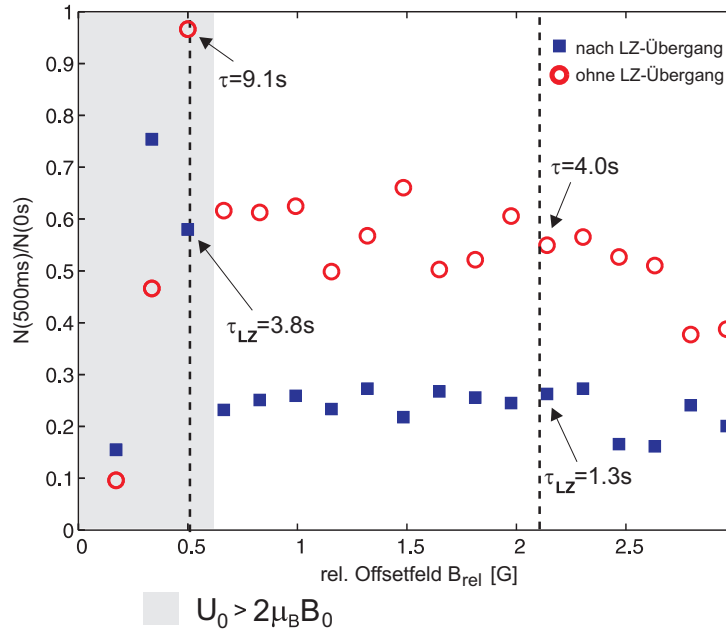 1
0.9
0.8
0.7
0.6
0.5
0.4
0.3
0.2
0.1
0
N(500ms)/N(0s)
nach LZ-Übergang
ohne LZ-Übergang
τ=9.1s
τ=4.0s
τLZ=3.8s
τLZ=1.3s
0 0.5 1 1.5 2 2.5
rel. Offsetfeld Brel [G]
U0 > 2μBB0